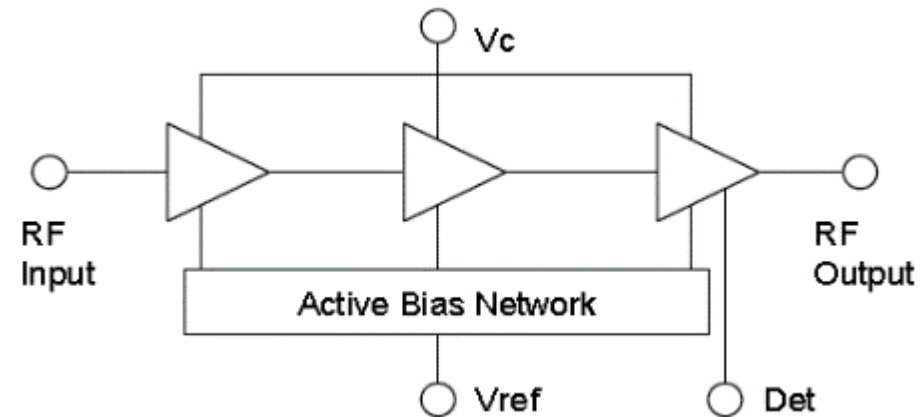 Vc
RF
Input
RF
Output
Active Bias Network
Vref
Det